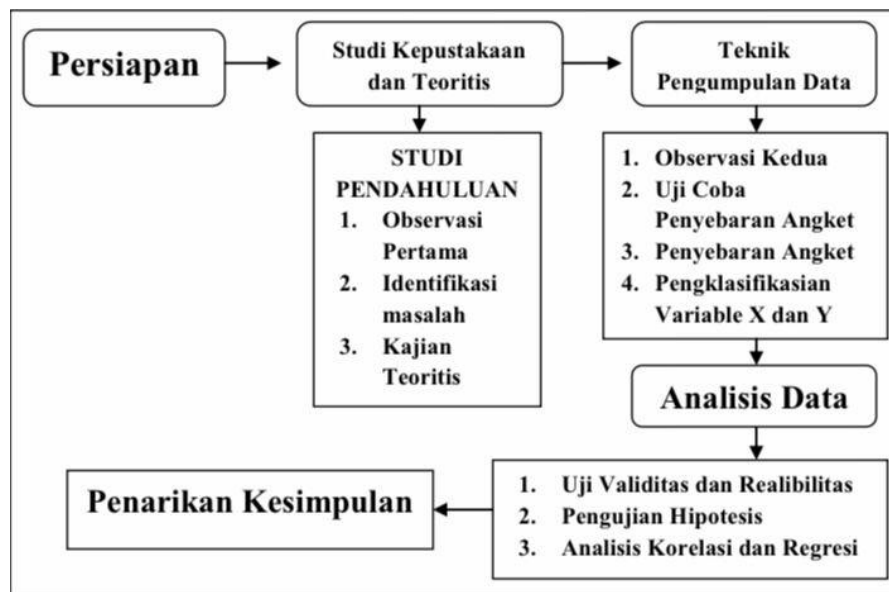 Persiapan
Studi Kepustakaan
dan Teoritis
Teknik
Pengumpulan Data
STUDI
PENDAHULUAN
1. Observasi
Pertama
2. Identifikasi
masalah
3. Kajian
Teoritis
1. Observasi Kedua
2. Uji Coba
Penyebaran Angket
3. Penyebaran Angket
4. Pengklasifikasian
Variable X dan Y
Analisis Data
1. Uji Validitas dan Realibilitas
2. Pengujian Hipotesis
3. Analisis Korelasi dan Regresi
Penarikan Kesimpulan